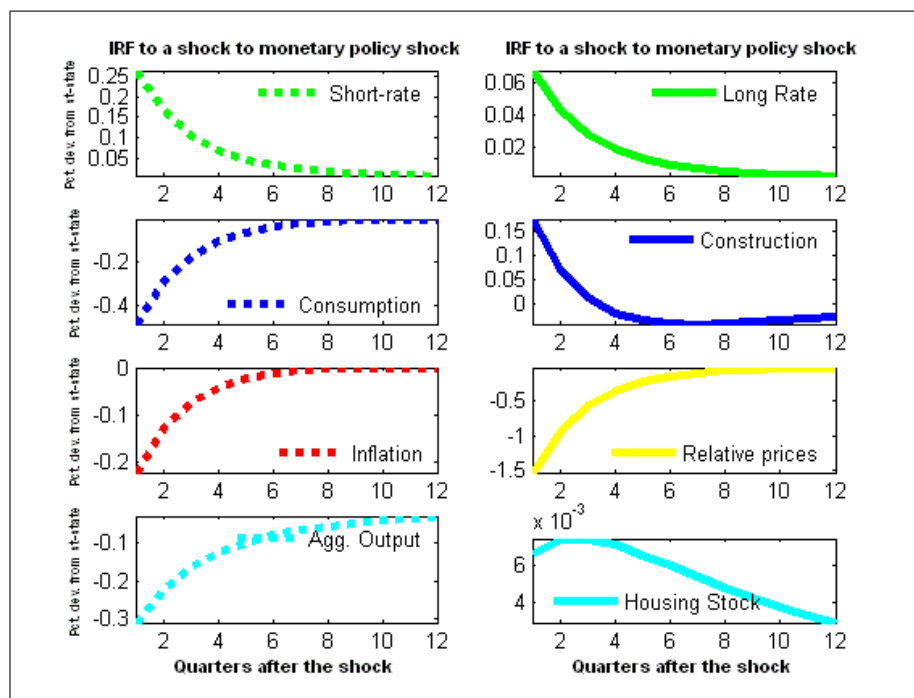 IRF to a shock to monetary policy shock
Pct. dev. from st-state
0.25
0.2
0.15
0.1
0.05
Short-rate
2 4 6 8 10 12
IRF to a shock to monetary policy shock
0.06
0.04
0.02
Long Rate
2 4 6 8 10 12
Pct. dev. from st-state
-0.2
-0.4
Consumption
2 4 6 8 10 12
0.15
0.1
0.05
0
Construction
2 4 6 8 10 12
Pct. dev. from st-state
0
-0.1
-0.2
Inflation
2 4 6 8 10 12
-0.5
-1
-1.5
Relative prices
2 4 6 8 10 12
Pct. dev. from st-state
-0.1
-0.2
-0.3
Agg. Output
2 4 6 8 10 12
Quarters after the shock
x 10⁻³
6
4
Housing Stock
2 4 6 8 10 12
Quarters after the shock